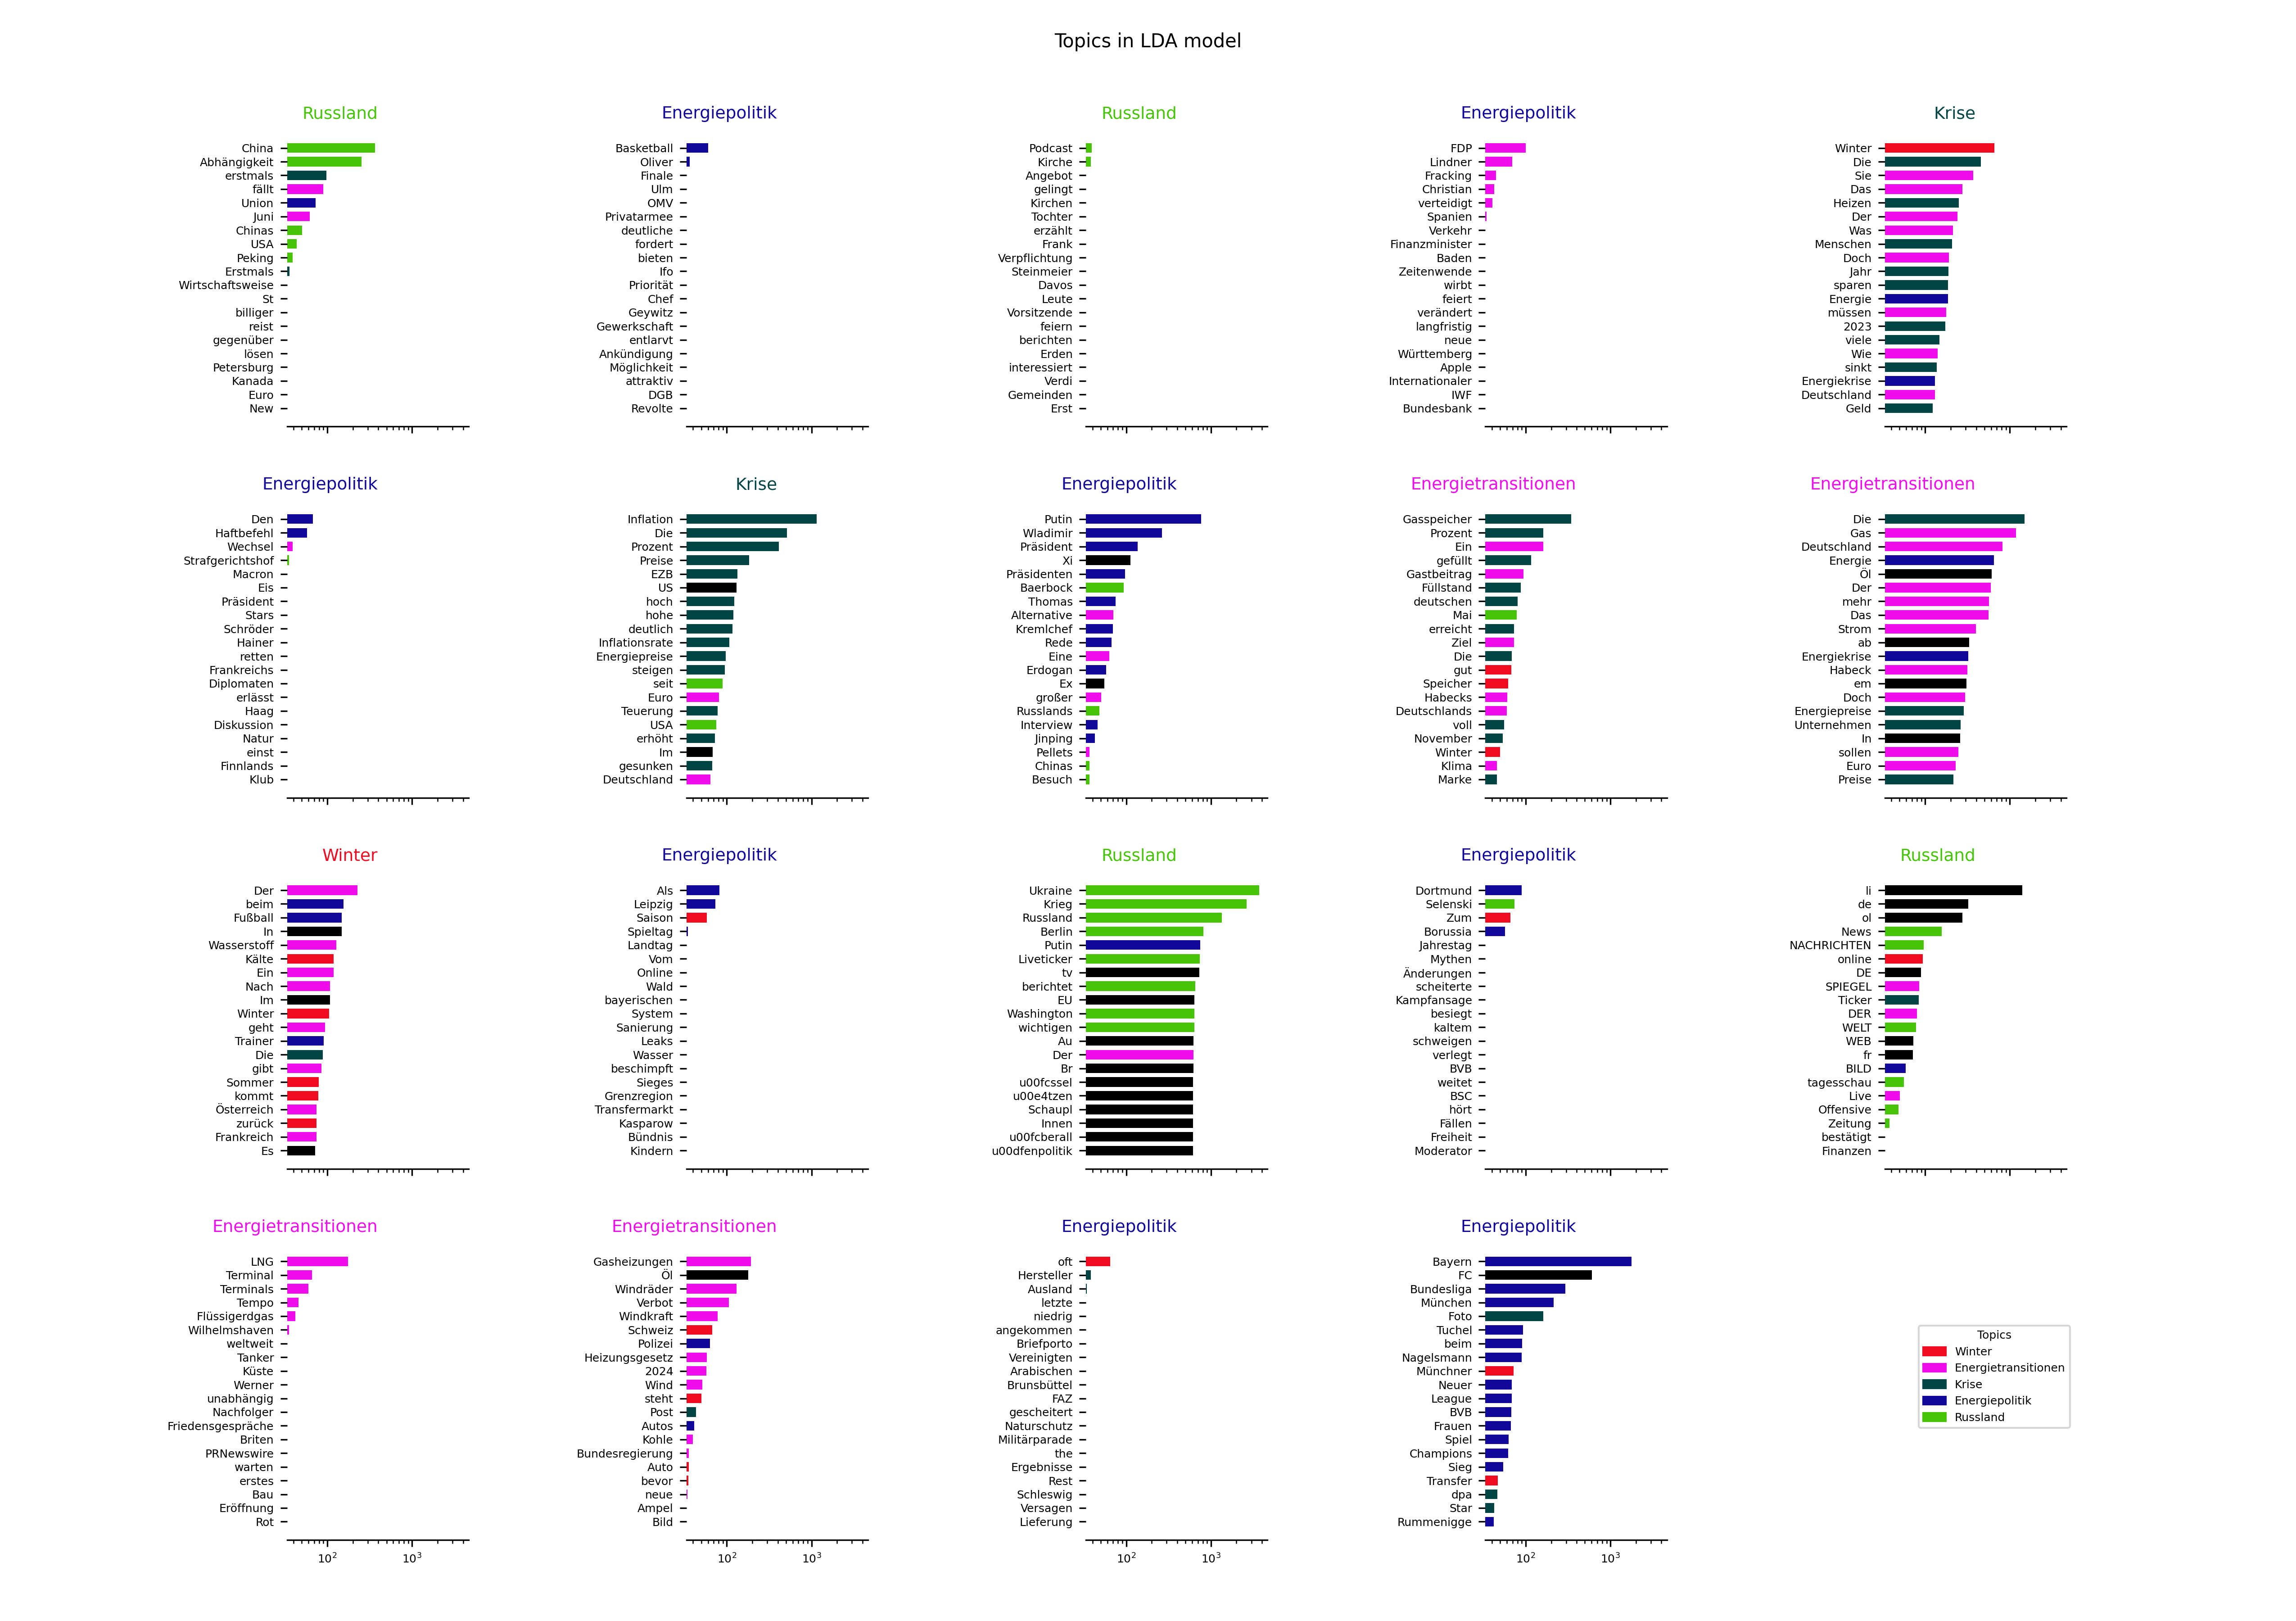 Topics in LDA model
Russland
China
Abhängigkeit
erstmals
fällt
Union
Juni
Chinas
USA
Peking
Erstmals
Wirtschaftsweise
St
billiger
reist
gegenüber
lösen
Petersburg
Kanada
Euro
New
Energiepolitik
Basketball
Oliver
Finale
Ulm
OMV
Privatarmee
deutliche
fordert
bieten
Ifo
Priorität
Chef
Geywitz
Gewerkschaft
entlarvt
Ankündigung
Möglichkeit
attraktiv
DGB
Revolte
Russland
Podcast
Kirche
Angebot
gelingt
Kirchen
Tochter
erzählt
Frank
Verpflichtung
Steinmeier
Davos
Leute
Vorsitzende
feiern
berichten
Erden
interessiert
Verdi
Gemeinden
Erst
Energiepolitik
FDP
Lindner
Fracking
Christian
verteidigt
Spanien
Verkehr
Finanzminister
Baden
Zeitenwende
wirbt
feiert
verändert
langfristig
neue
Württemberg
Apple
Internationaler
IWF
Bundesbank
Krise
Winter
Die
Sie
Das
Heizen
Der
Was
Menschen
Doch
Jahr
sparen
Energie
müssen
2023
viele
Wie
sinkt
Energiekrise
Deutschland
Geld
Energiepolitik
Den
Haftbefehl
Wechsel
Strafgerichtshof
Macron
Eis
Präsident
Stars
Schröder
Hainer
retten
Frankreichs
Diplomaten
erlässt
Haag
Diskussion
Natur
einst
Finnlands
Klub
Krise
Inflation
Die
Prozent
Preise
EZB
US
hoch
hohe
deutlich
Inflationsrate
Energiepreise
steigen
seit
Euro
Teuerung
USA
erhöht
Im
gesunken
Deutschland
Energiepolitik
Putin
Wladimir
Präsident
Xi
Präsidenten
Baerbock
Thomas
Alternative
Kremlchef
Rede
Eine
Erdogan
Ex
großer
Russlands
Interview
Jinping
Pellets
Chinas
Besuch
Energietransitionen
Gasspeicher
Prozent
Ein
gefüllt
Gastbeitrag
Füllstand
deutschen
Mai
erreicht
Ziel
Die
gut
Speicher
Habecks
Deutschlands
voll
November
Winter
Klima
Marke
Energietransitionen
Die
Gas
Deutschland
Energie
Öl
Der
mehr
Das
Strom
ab
Energiekrise
Habeck
em
Doch
Energiepreise
Unternehmen
In
sollen
Euro
Preise
Winter
Der
beim
Fußball
In
Wasserstoff
Kälte
Ein
Nach
Im
Winter
geht
Trainer
Die
gibt
Sommer
kommt
Österreich
zurück
Frankreich
Es
Energiepolitik
Als
Leipzig
Saison
Spieltag
Landtag
Vom
Online
Wald
bayerischen
System
Sanierung
Leaks
Wasser
beschimpft
Sieges
Grenzregion
Transfermarkt
Kasparow
Bündnis
Kindern
Russland
Ukraine
Krieg
Russland
Berlin
Putin
Liveticker
tv
berichtet
EU
Washington
wichtigen
Au
Der
Br
u00fcssel
u00e4tzen
Schaupl
Innen
u00fcberall
u00dfenpolitik
Energiepolitik
Dortmund
Selenski
Zum
Borussia
Jahrestag
Mythen
Änderungen
scheiterte
Kampfansage
besiegt
kaltem
schweigen
verlegt
BVB
weitet
BSC
hört
Fällen
Freiheit
Moderator
Russland
li
de
ol
News
NACHRICHTEN
online
DE
SPIEGEL
Ticker
DER
WELT
WEB
fr
BILD
tagesschau
Live
Offensive
Zeitung
bestätigt
Finanzen
Energietransitionen
LNG
Terminal
Terminals
Tempo
Flüssigerdgas
Wilhelmshaven
weltweit
Tanker
Küste
Werner
unabhängig
Nachfolger
Friedensgespräche
Briten
PRNewswire
warten
erstes
Bau
Eröffnung
Rot
10² 10³
Energietransitionen
Gasheizungen
Öl
Windräder
Verbot
Windkraft
Schweiz
Polizei
Heizungsgesetz
2024
Wind
steht
Post
Autos
Kohle
Bundesregierung
Auto
bevor
neue
Ampel
Bild
10² 10³
Energiepolitik
oft
Hersteller
Ausland
letzte
niedrig
angekommen
Briefporto
Vereinigten
Arabischen
Brunsbüttel
FAZ
gescheitert
Naturschutz
Militärparade
the
Ergebnisse
Rest
Schleswig
Versagen
Lieferung
10² 10³
Energiepolitik
Bayern
FC
Bundesliga
München
Foto
Tuchel
beim
Nagelsmann
Münchner
Neuer
League
BVB
Frauen
Spiel
Champions
Sieg
Transfer
dpa
Star
Rummenigge
10² 10³
Topics
Winter
Energietransitionen
Krise
Energiepolitik
Russland